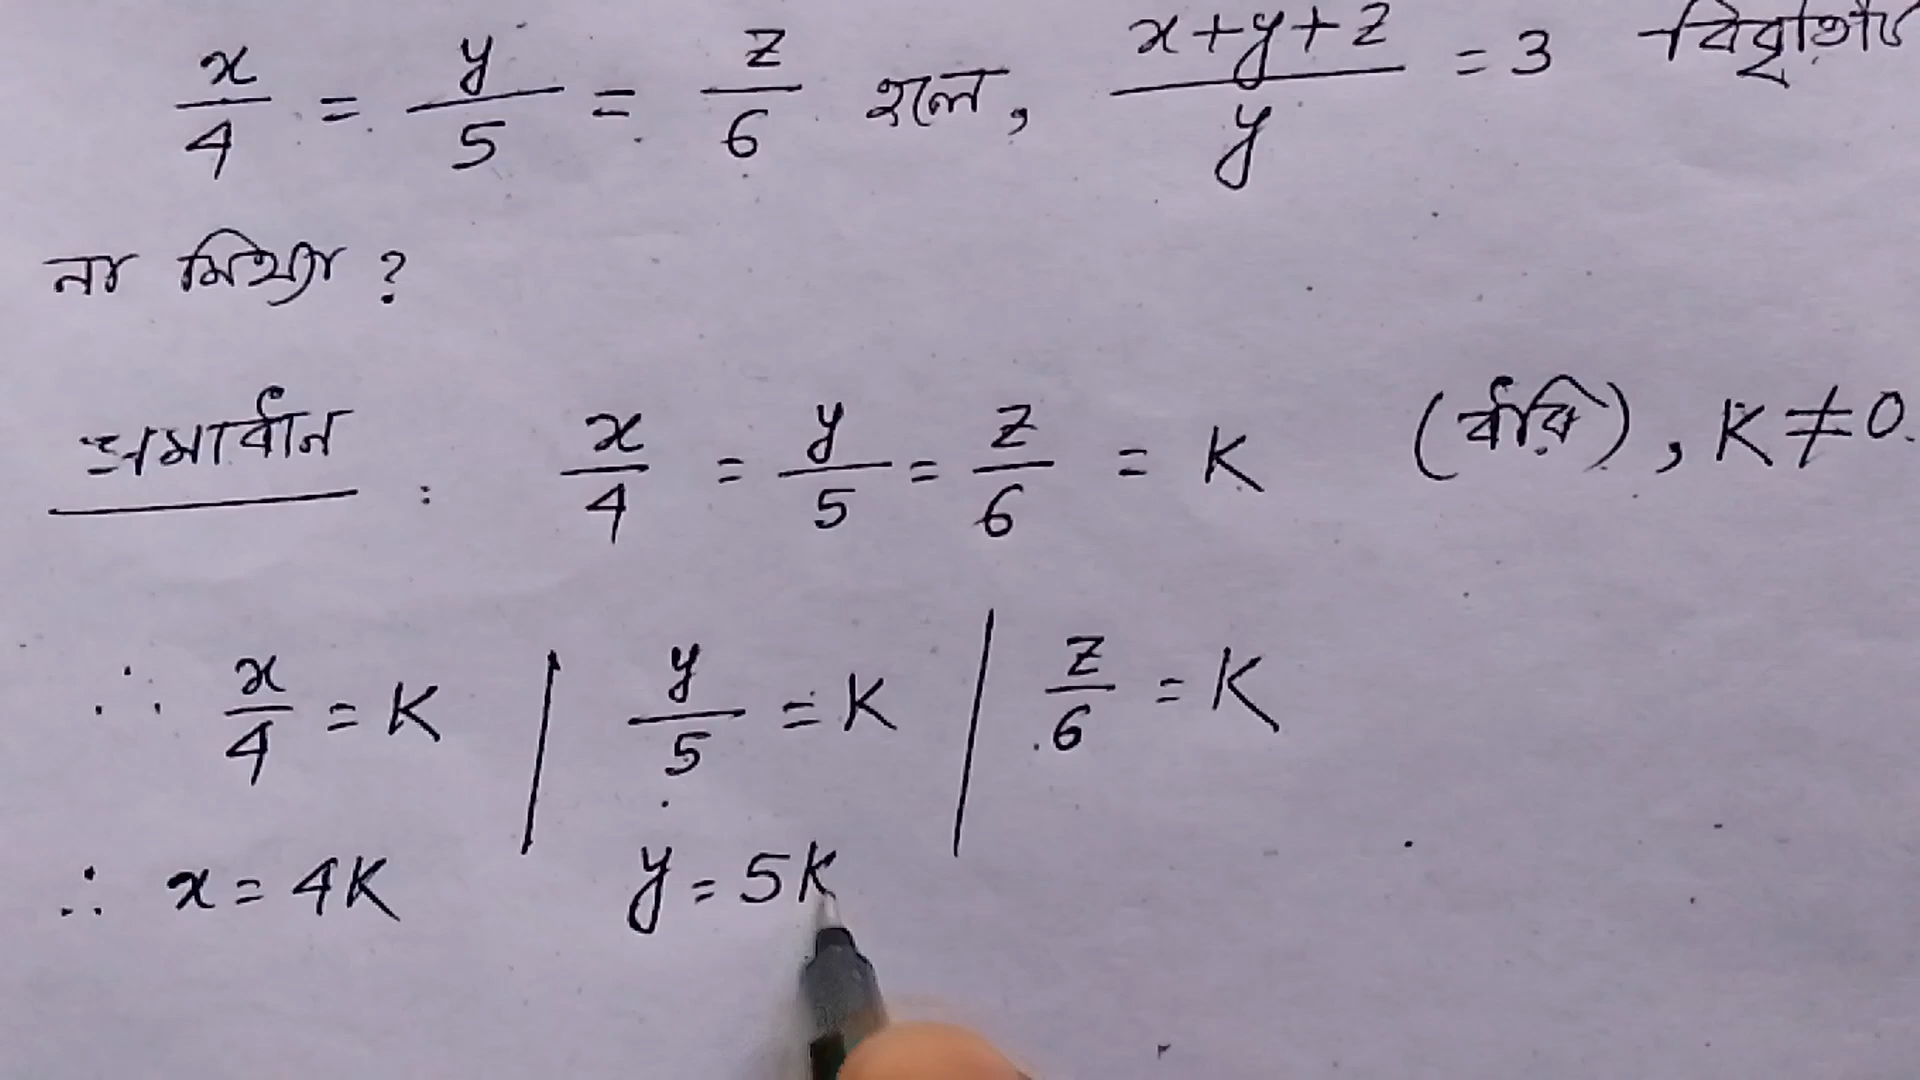 x/4 = y/5 = z/6 হলে, (x+y+z)/y = 3 বিবৃতিটি
না মিথ্যা ?
সমাধান : x/4 = y/5 = z/6 = K (ধরি), K ≠ 0.
∴ x/4 = K | y/5 = K | z/6 = K
∴ x = 4K y = 5K